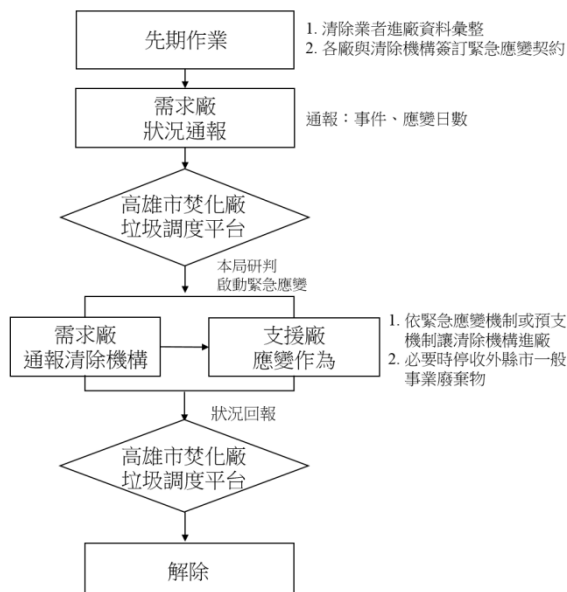 先期作業
1. 清除業者進廠資料彙整
2. 各廠與清除機構簽訂緊急應變契約
需求廠
狀況通報
通報：事件、應變日數
高雄市焚化廠
垃圾調度平台
本局研判
啟動緊急應變
需求廠
通報清除機構
支援廠
應變作為
1. 依緊急應變機制或預支
機制讓清除機構進廠
2. 必要時停收外縣市一般
事業廢棄物
狀況回報
高雄市焚化廠
垃圾調度平台
解除